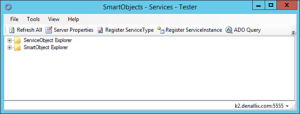 SmartObjects - Services - Tester
File Tools View Help
Refresh All Server Properties Register ServiceType Register ServiceInstance ADO Query
ServiceObject Explorer
SmartObject Explorer
k2.denallix.com:5555